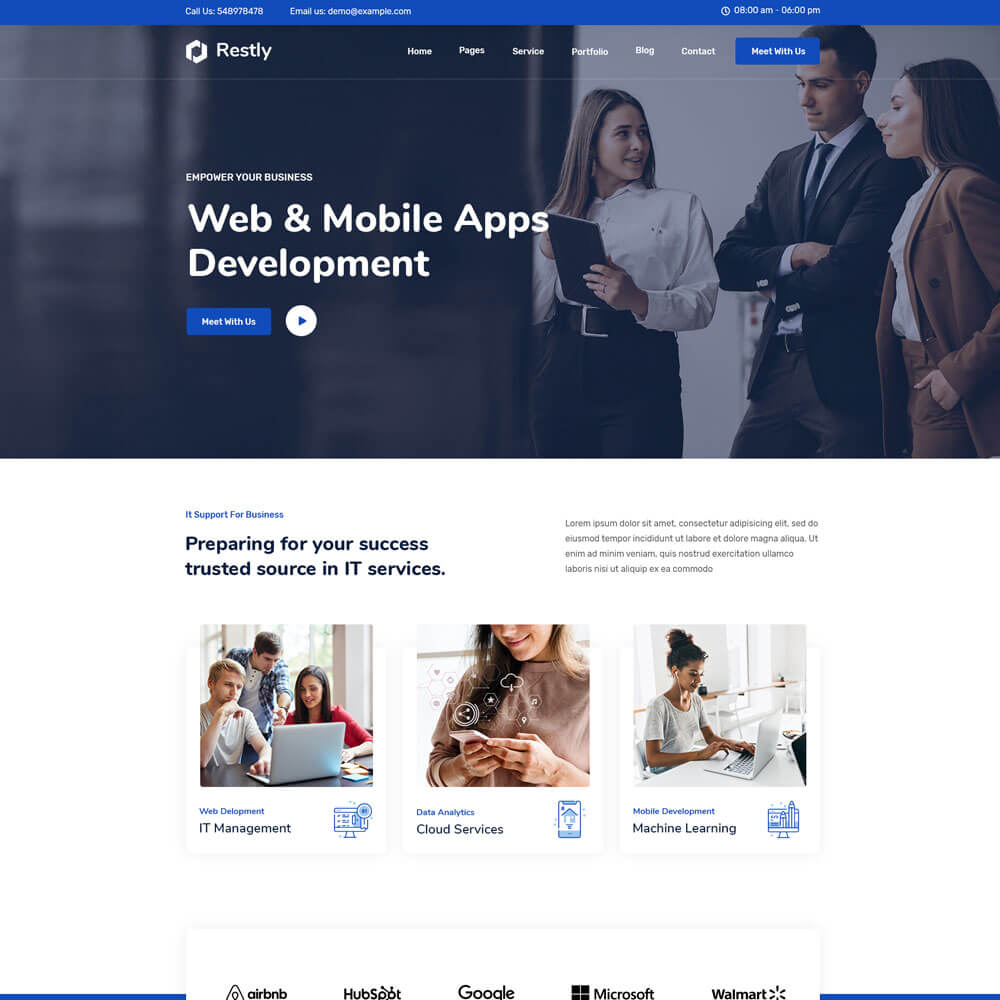 Call Us: 548978478
Email us: demo@example.com
08:00 am - 06:00 pm
Restly
Home
Pages
Service
Portfolio
Blog
Contact
Meet With Us
EMPOWER YOUR BUSINESS
Web & Mobile Apps
Development
Meet With Us
It Support For Business
Preparing for your success
trusted source in IT services.
Lorem ipsum dolor sit amet, consectetur adipisicing elit, sed do
eiusmod tempor incididunt ut labore et dolore magna aliqua. Ut
enim ad minim veniam, quis nostrud exercitation ullamco
laboris nisi ut aliquip ex ea commodo
Web Delopment
IT Management
Data Analytics
Cloud Services
Mobile Development
Machine Learning
airbnb
HubSpot
Google
Microsoft
Walmart